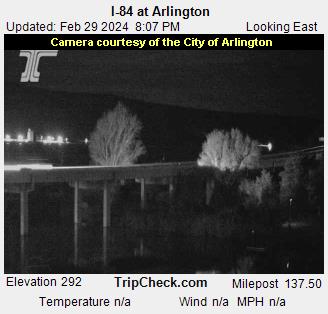 I-84 at Arlington
Updated: Feb 29 2024 8:07 PM Looking East
Camera courtesy of the City of Arlington
Elevation 292 TripCheck.com Milepost 137.50
Temperature n/a Wind n/a MPH n/a